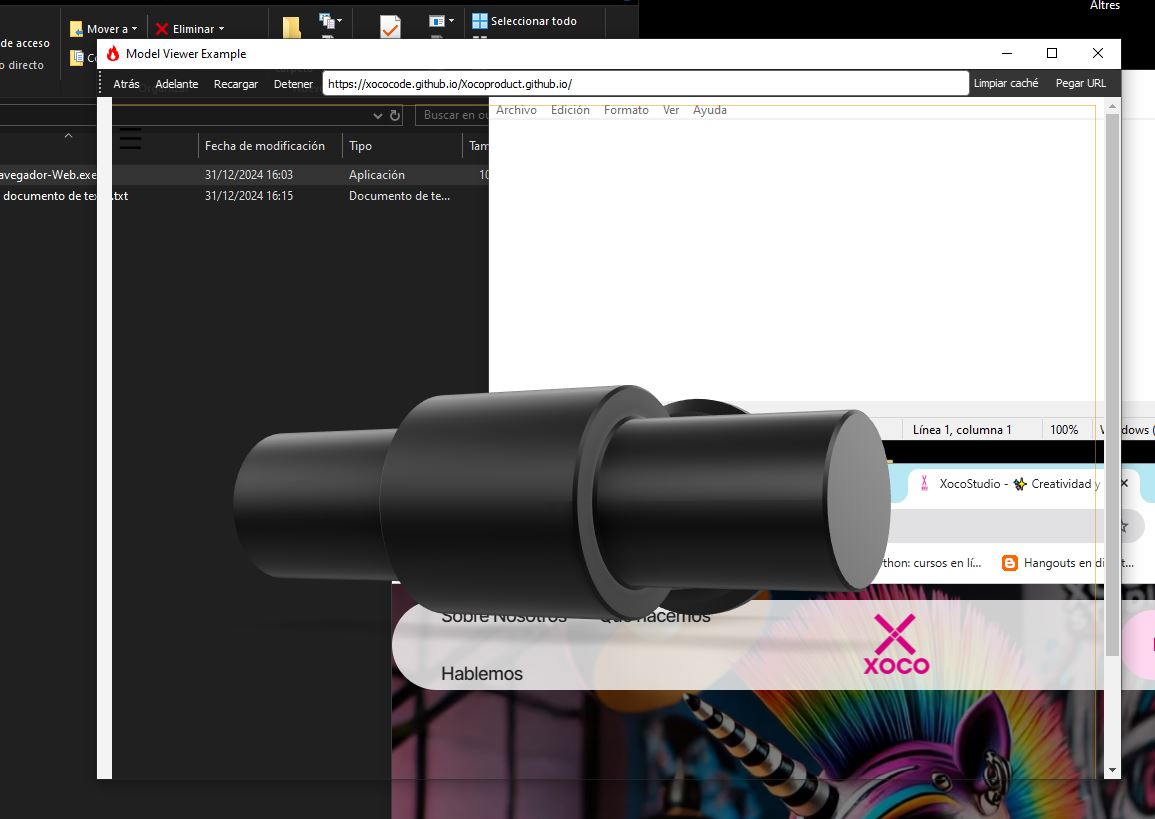 Altres
Mover a
Eliminar
Seleccionar todo
de acceso
directo
Model Viewer Example
Atrás
Adelante
Recargar
Detener
https://xococode.github.io/Xocoproduct.github.io/
Limpiar caché
Pegar URL
Buscar en
Archivo
Edición
Formato
Ver
Ayuda
Fecha de modificación
Tipo
Tam
avegador-Web.exe
31/12/2024 16:03
Aplicación
10
documento de te .txt
31/12/2024 16:15
Documento de te...
Línea 1, columna 1
100%
XocoStudio - ✨ Creatividad y
thon: cursos en lí...
Hangouts en di t...
Sobre Nosotros
Que hacemos
XOCO
Hablemos